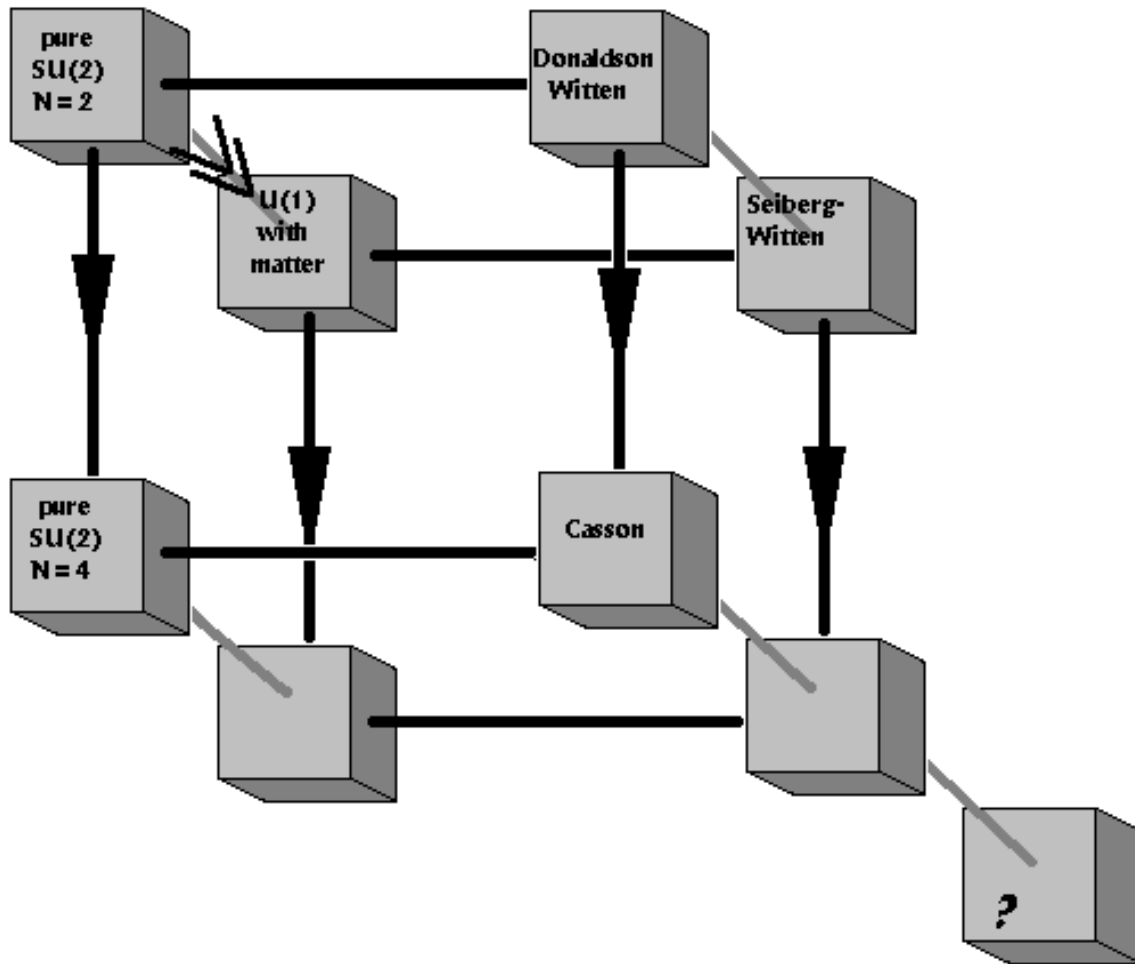 pure
SU(2)
N = 2
Donaldson
Witten
U(1)
with
matter
Seiberg-
Witten
pure
SU(2)
N = 4
Casson
?